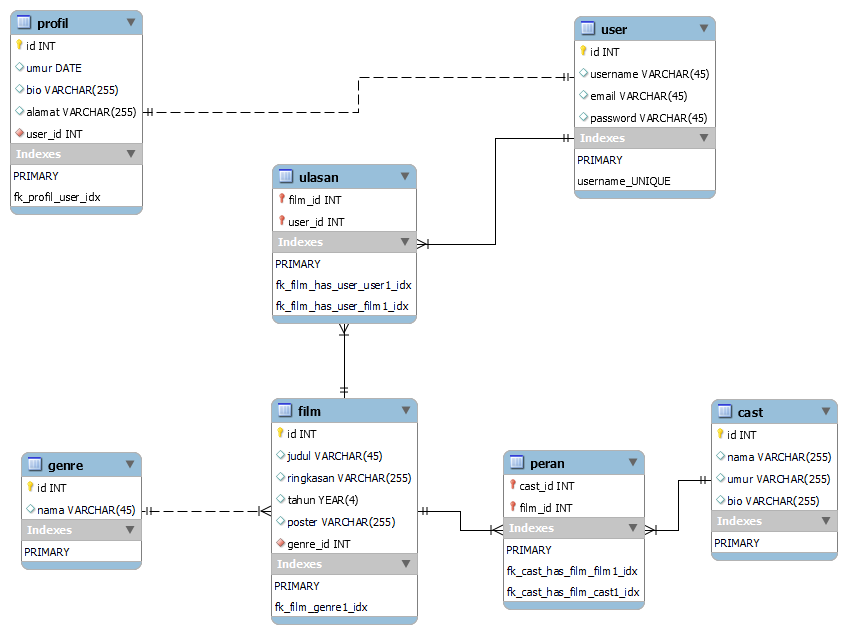 profil
id INT
umur DATE
bio VARCHAR(255)
alamat VARCHAR(255)
user_id INT
Indexes
PRIMARY
fk_profil_user_idx
user
id INT
username VARCHAR(45)
email VARCHAR(45)
password VARCHAR(45)
Indexes
PRIMARY
username_UNIQUE
ulasan
film_id INT
user_id INT
Indexes
PRIMARY
fk_film_has_user_user1_idx
fk_film_has_user_film1_idx
genre
id INT
nama VARCHAR(45)
Indexes
PRIMARY
film
id INT
judul VARCHAR(45)
ringkasan VARCHAR(255)
tahun YEAR(4)
poster VARCHAR(255)
genre_id INT
Indexes
PRIMARY
fk_film_genre1_idx
peran
cast_id INT
film_id INT
Indexes
PRIMARY
fk_cast_has_film_film1_idx
fk_cast_has_film_cast1_idx
cast
id INT
nama VARCHAR(255)
umur VARCHAR(255)
bio VARCHAR(255)
Indexes
PRIMARY